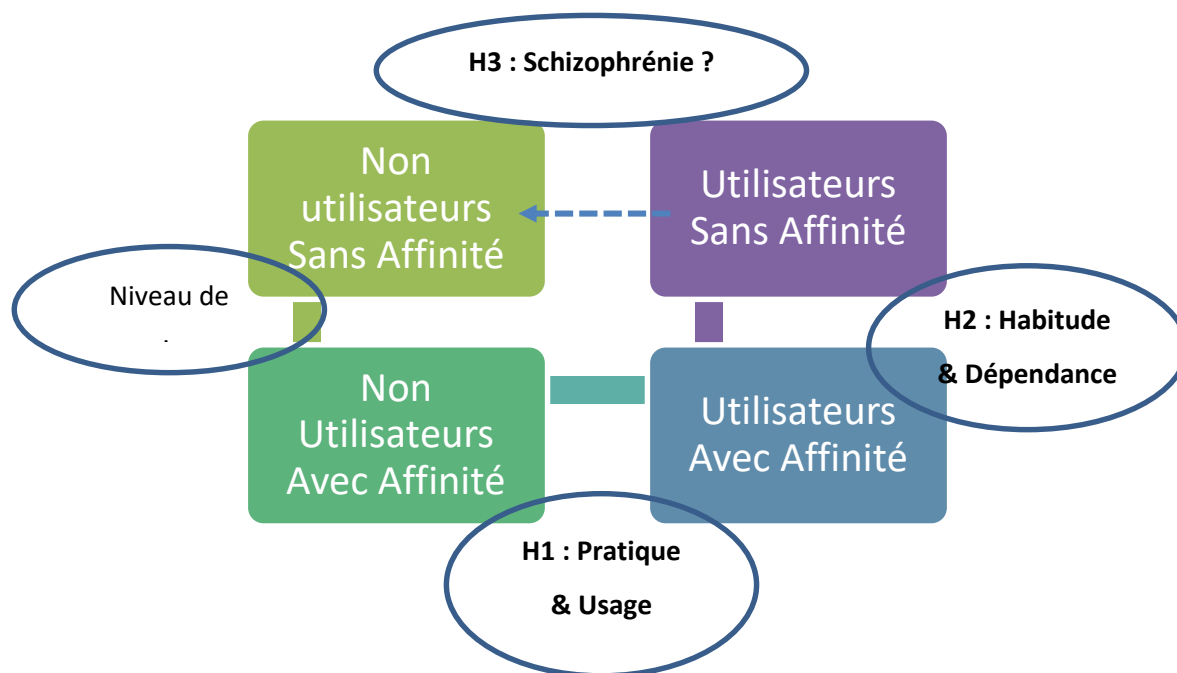 H3 : Schizophrénie ?
Non
utilisateurs
Sans Affinité
Utilisateurs
Sans Affinité
Niveau de
H2 : Habitude
& Dépendance
Non
Utilisateurs
Avec Affinité
Utilisateurs
Avec Affinité
H1 : Pratique
& Usage